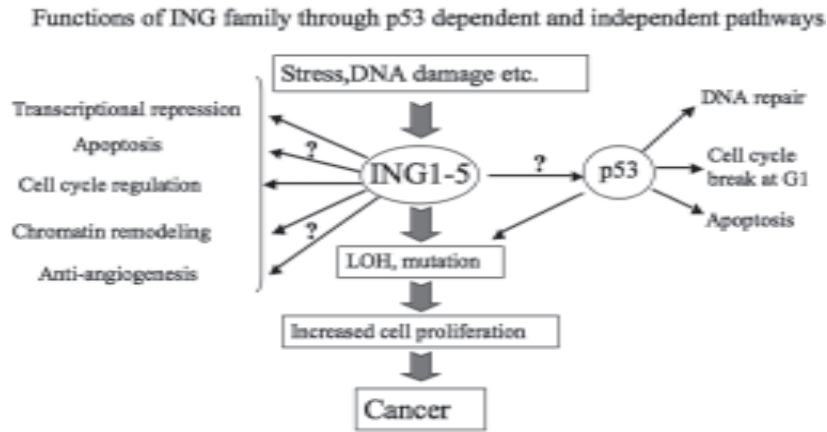 Functions of ING family through p53 dependent and independent pathways
Stress,DNA damage etc.
Transcriptional repression
Apoptosis
Cell cycle regulation
Chromatin remodeling
Anti-angiogenesis
?
?
ING1-5
?
p53
DNA repair
Cell cycle
break at G1
Apoptosis
LOH, mutation
Increased cell proliferation
Cancer